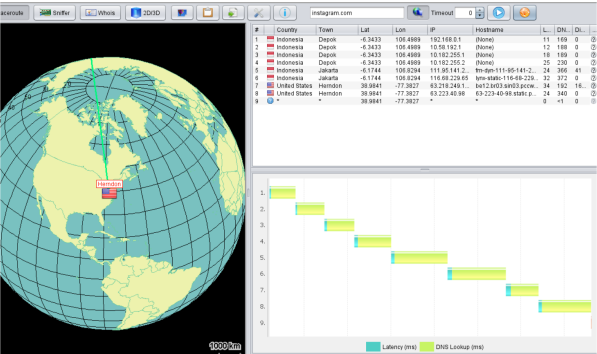 aceroute Sniffer Whois 2D/3D instagram.com Timeout 0
# Country Town Lat Lon IP Hostname L... DN... Di... ...
1 Indonesia Depok -6.3433 106.4989 192.168.0.1 (None) 11 169 0
2 Indonesia Depok -6.3433 106.4989 10.58.192.1 (None) 12 188 0
3 Indonesia Depok -6.3433 106.4989 10.182.255.1 (None) 18 193 0
4 Indonesia Depok -6.3433 106.4989 10.182.255.2 (None) 25 230 0
5 Indonesia Jakarta -6.1744 106.8294 111.95.141.2... fm-dyn-111-95-141-2... 24 366 41
6 Indonesia Jakarta -6.1744 106.8294 116.68.229.65 lyre-static-116-68-229... 32 372 0
7 United States Herndon 38.9841 -77.3827 63.218.249.1... be12.br03.sin03.pccw... 34 192 16...
8 United States Herndon 38.9841 -77.3827 63.223.40.98 63-223-40-98.static.p... 24 340 0
9 * * 38.9841 -77.3827 * * 0 <1 0
Herndon
1000 km
1.
2.
3.
4.
5.
6.
7.
8.
9.
Latency (ms) DNS Lookup (ms)